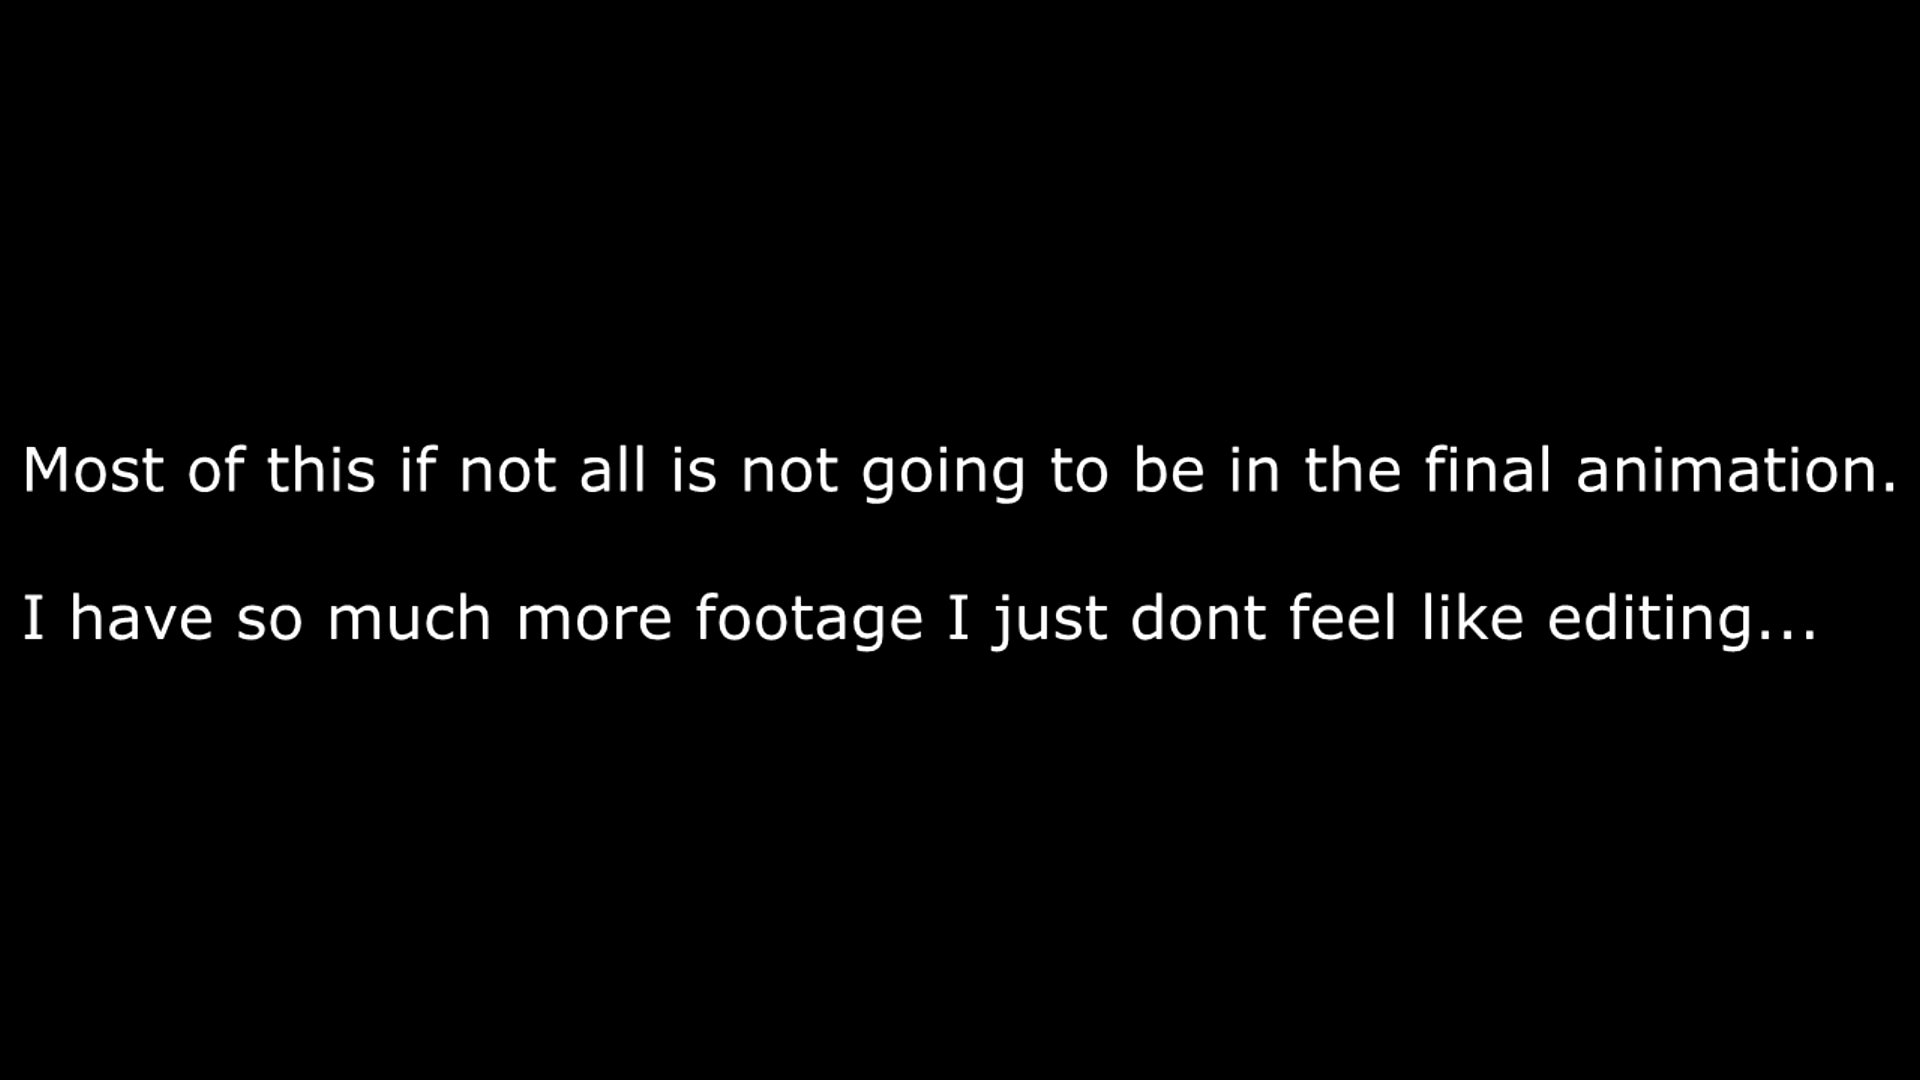 Most of this if not all is not going to be in the final animation.
I have so much more footage I just dont feel like editing...